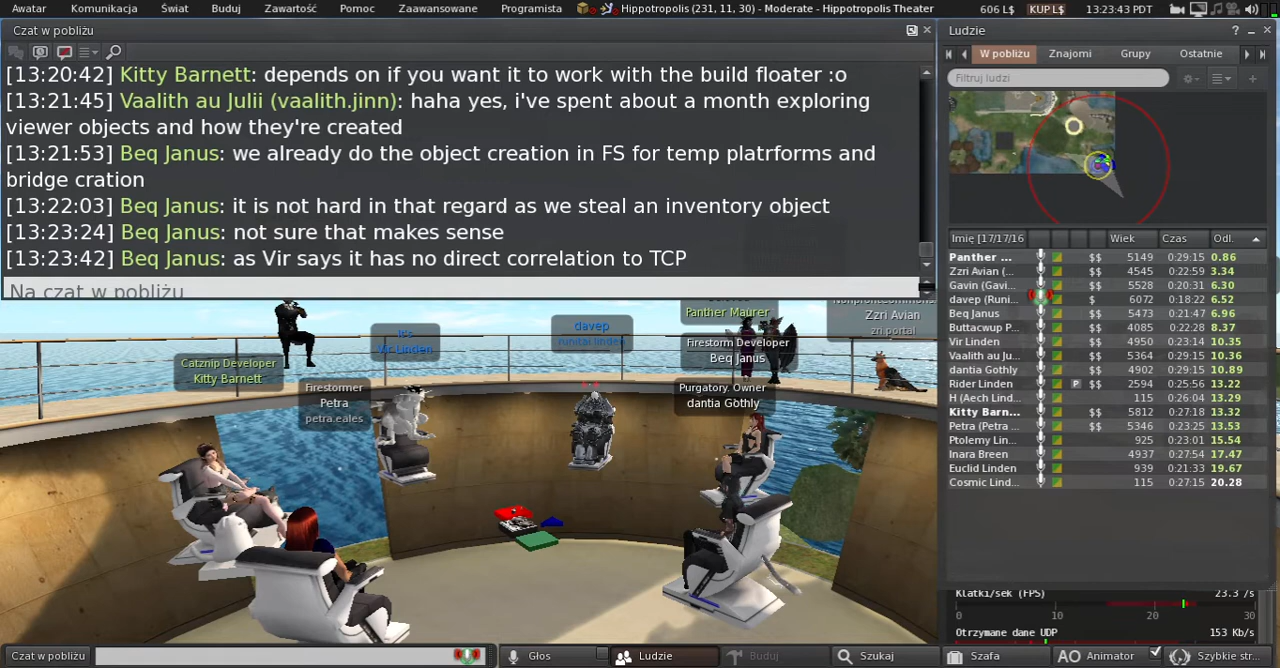 Awatar Komunikacja Świat Buduj Zawartość Pomoc Zaawansowane Programista Hippotropolis (231, 11, 30) - Moderate - Hippotropolis Theater 606 L$ KUP L$ 13:23:43 PDT
Czat w pobliżu
[13:20:42] Kitty Barnett: depends on if you want it to work with the build floater :o
[13:21:45] Vaalith au Julii (vaalith.jinn): haha yes, i've spent about a month exploring
viewer objects and how they're created
[13:21:53] Beq Janus: we already do the object creation in FS for temp platrforms and
bridge cration
[13:22:03] Beq Janus: it is not hard in that regard as we steal an inventory object
[13:23:24] Beq Janus: not sure that makes sense
[13:23:42] Beq Janus: as Vir says it has no direct correlation to TCP
Na czat w pobliżu
Ludzie
W pobliżu Znajomi Grupy Ostatnie
Filtruj ludzi
Imię [17/17/16 Wiek Czas Odl.
Panther ... $$ 5149 0:29:15 0.86
Zzri Avian (... $$ 4545 0:22:59 3.34
Gavin (Gavi... $$ 5528 0:20:31 6.30
davep (Runi... $ 6072 0:18:22 6.52
Beq Janus $$ 5473 0:21:47 6.96
Buttacwup P... $$ 4085 0:22:28 8.37
Vir Linden $$ 4950 0:23:14 10.35
Vaalith au Ju... $$ 5364 0:29:15 10.36
dantia Gothly $$ 4902 0:29:15 10.89
Rider Linden P $$ 2594 0:25:56 13.22
H (Aech Lind... 115 0:26:04 13.29
Kitty Barn... $$ 5812 0:27:18 13.32
Petra (Petra ... $$ 5346 0:23:25 13.53
Ptolemy Lin... 925 0:23:01 15.54
Inara Breen 4937 0:27:54 17.47
Euclid Linden 939 0:21:33 19.67
Cosmic Lind... 115 0:27:15 20.28
Klatki/sek (FPS) 23.3 /s
0 10 20 30
Otrzymane dane UDP 153 Kb/s
Panther Maurer
Zzri Avian
zn.portal
It's
Vir Linden
davep
runitai.linden
Firestorm Developer
Beq Janus
Catznip Developer
Kitty Barnett
Firestormer
Petra
petra.eales
Purgatory. Owner
dantia Gothly
Czat w pobliżu Głos Ludzie Buduj Szukaj Szafa AO Animator Szybkie str...